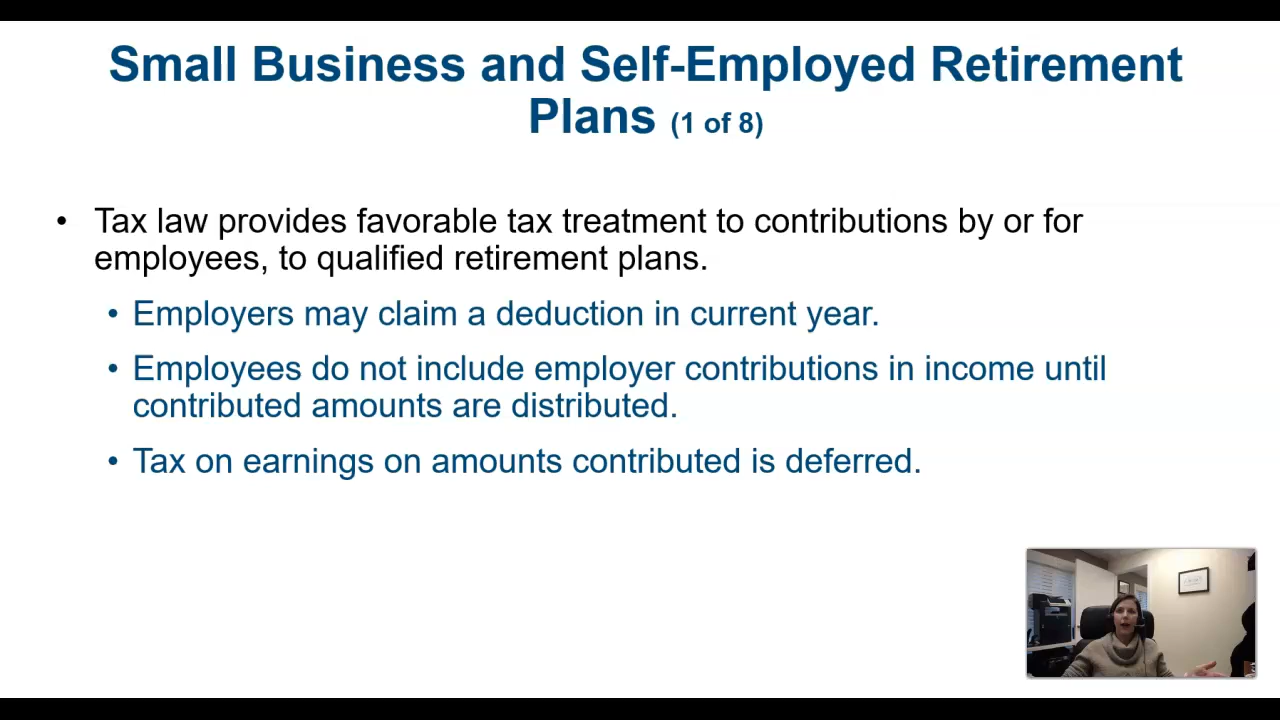 Small Business and Self-Employed Retirement
Plans (1 of 8)
• Tax law provides favorable tax treatment to contributions by or for
employees, to qualified retirement plans.
• Employers may claim a deduction in current year.
• Employees do not include employer contributions in income until
contributed amounts are distributed.
• Tax on earnings on amounts contributed is deferred.